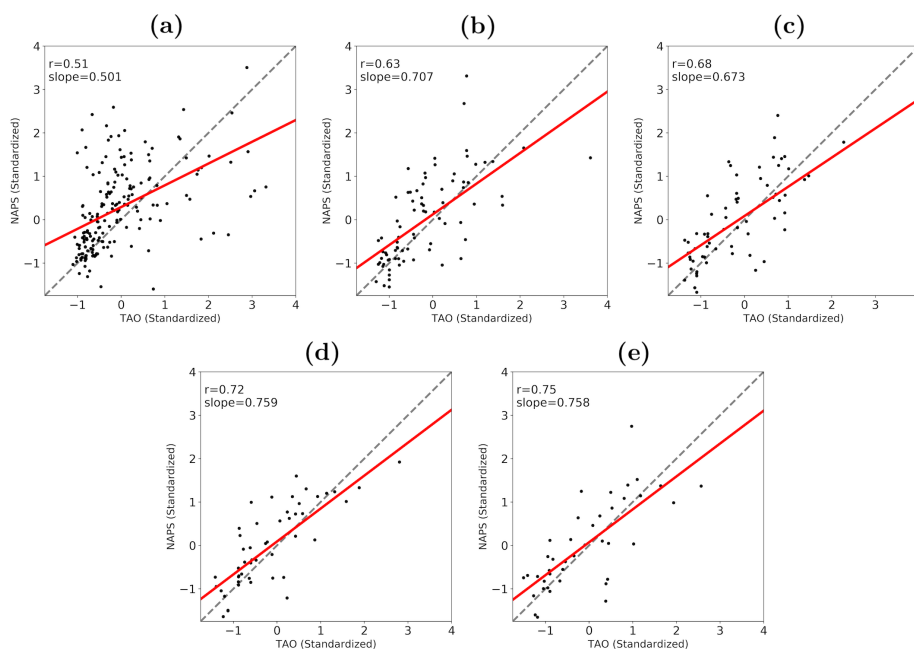 (a)
r=0.51
slope=0.501
NAPS (Standardized)
4
3
2
1
0
−1
−1 0 1 2 3 4
TAO (Standardized)
(b)
r=0.63
slope=0.707
NAPS (Standardized)
4
3
2
1
0
−1
−1 0 1 2 3 4
TAO (Standardized)
(c)
r=0.68
slope=0.673
NAPS (Standardized)
4
3
2
1
0
−1
−1 0 1 2 3
TAO (Standardized)
(d)
r=0.72
slope=0.759
NAPS (Standardized)
4
3
2
1
0
−1
−1 0 1 2 3 4
TAO (Standardized)
(e)
r=0.75
slope=0.758
NAPS (Standardized)
4
3
2
1
0
−1
−1 0 1 2 3 4
TAO (Standardized)